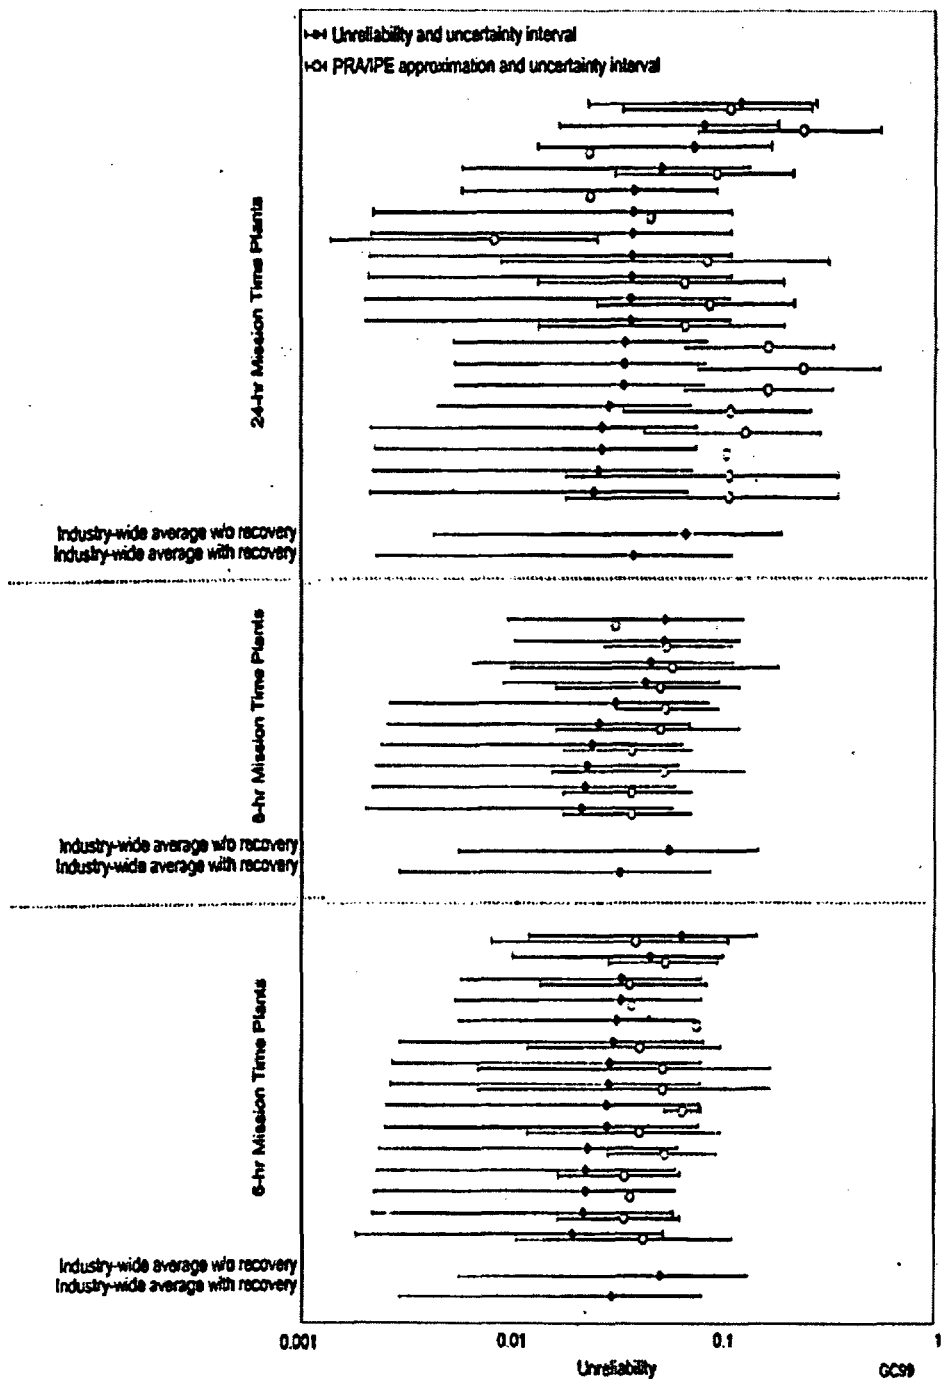 Unreliability and uncertainty interval
PRA/IPE approximation and uncertainty interval
24-hr Mission Time Plants
Industry-wide average w/o recovery
Industry-wide average with recovery
8-hr Mission Time Plants
Industry-wide average w/o recovery
Industry-wide average with recovery
6-hr Mission Time Plants
Industry-wide average w/o recovery
Industry-wide average with recovery
0.001 0.01 0.1 1
Unreliability
GC99